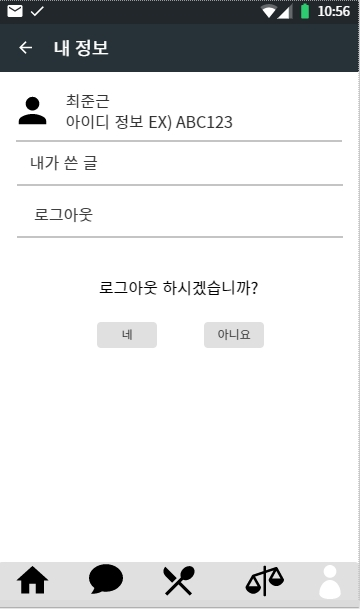 10:56
내 정보
최준근
아이디 정보 EX) ABC123
내가 쓴 글
로그아웃
로그아웃 하시겠습니까?
네 아니요